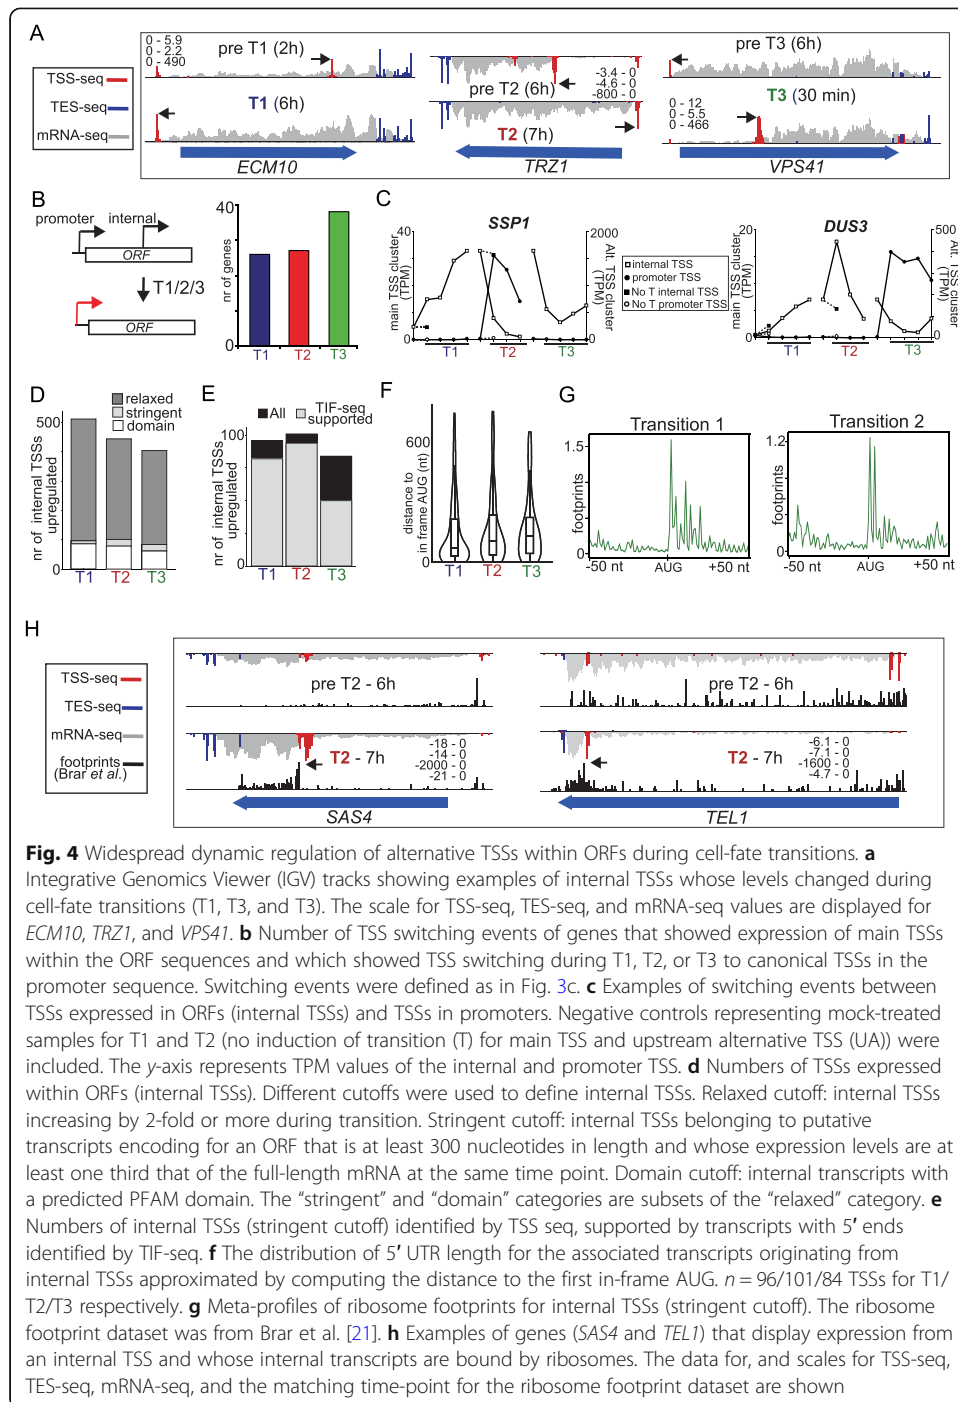 A
TSS-seq
TES-seq
mRNA-seq
0 - 5.9
0 - 2.2
0 - 490
pre T1 (2h)
T1 (6h)
ECM10
pre T2 (6h)
-3.4 - 0
-4.6 - 0
-800 - 0
T2 (7h)
TRZ1
pre T3 (6h)
0 - 12
0 - 5.5
0 - 466
T3 (30 min)
VPS41
B
promoter internal
ORF
T1/2/3
ORF
nr of genes
40
20
0
T1 T2 T3
C
SSP1
main TSS cluster
(TPM)
40
20
0
2000
1000
0
Alt. TSS cluster
(TPM)
T1 T2 T3
internal TSS
promoter TSS
No T internal TSS
No T promoter TSS
DUS3
main TSS cluster
(TPM)
20
10
0
500
0
Alt. TSS cluster
(TPM)
T1 T2 T3
D
nr of internal TSSs
upregulated
500
0
relaxed
stringent
domain
T1 T2 T3
E
nr of internal TSSs
upregulated
100
0
All TIF-seq
supported
T1 T2 T3
F
distance to
in frame AUG (nt)
600
0
T1 T2 T3
G
Transition 1
footprints
1.5
0
-50 nt AUG +50 nt
Transition 2
footprints
1.2
0
-50 nt AUG +50 nt
H
TSS-seq
TES-seq
mRNA-seq
footprints
(Brar et al.)
pre T2 - 6h
T2 - 7h
-18 - 0
-14 - 0
-2000 - 0
-21 - 0
SAS4
pre T2 - 6h
T2 - 7h
-6.1 - 0
-7.1 - 0
-1600 - 0
-4.7 - 0
TEL1
Fig. 4 Widespread dynamic regulation of alternative TSSs within ORFs during cell-fate transitions. a
Integrative Genomics Viewer (IGV) tracks showing examples of internal TSSs whose levels changed during
cell-fate transitions (T1, T3, and T3). The scale for TSS-seq, TES-seq, and mRNA-seq values are displayed for
ECM10, TRZ1, and VPS41. b Number of TSS switching events of genes that showed expression of main TSSs
within the ORF sequences and which showed TSS switching during T1, T2, or T3 to canonical TSSs in the
promoter sequence. Switching events were defined as in Fig. 3c. c Examples of switching events between
TSSs expressed in ORFs (internal TSSs) and TSSs in promoters. Negative controls representing mock-treated
samples for T1 and T2 (no induction of transition (T) for main TSS and upstream alternative TSS (UA)) were
included. The y-axis represents TPM values of the internal and promoter TSS. d Numbers of TSSs expressed
within ORFs (internal TSSs). Different cutoffs were used to define internal TSSs. Relaxed cutoff: internal TSSs
increasing by 2-fold or more during transition. Stringent cutoff: internal TSSs belonging to putative
transcripts encoding for an ORF that is at least 300 nucleotides in length and whose expression levels are at
least one third that of the full-length mRNA at the same time point. Domain cutoff: internal transcripts with
a predicted PFAM domain. The “stringent” and “domain” categories are subsets of the “relaxed” category. e
Numbers of internal TSSs (stringent cutoff) identified by TSS seq, supported by transcripts with 5′ ends
identified by TIF-seq. f The distribution of 5′ UTR length for the associated transcripts originating from
internal TSSs approximated by computing the distance to the first in-frame AUG. n = 96/101/84 TSSs for T1/
T2/T3 respectively. g Meta-profiles of ribosome footprints for internal TSSs (stringent cutoff). The ribosome
footprint dataset was from Brar et al. [21]. h Examples of genes (SAS4 and TEL1) that display expression from
an internal TSS and whose internal transcripts are bound by ribosomes. The data for, and scales for TSS-seq,
TES-seq, mRNA-seq, and the matching time-point for the ribosome footprint dataset are shown